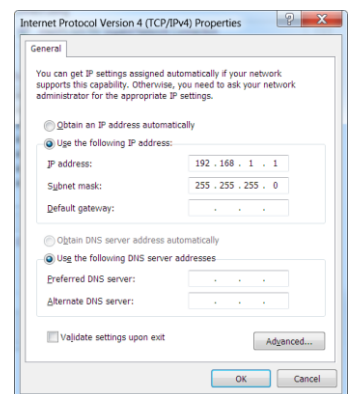 Internet Protocol Version 4 (TCP/IPv4) Properties
General
You can get IP settings assigned automatically if your network
supports this capability. Otherwise, you need to ask your network
administrator for the appropriate IP settings.
Obtain an IP address automatically
Use the following IP address:
IP address: 192 . 168 . 1 . 1
Subnet mask: 255 . 255 . 255 . 0
Default gateway: . . .
Obtain DNS server address automatically
Use the following DNS server addresses
Preferred DNS server: . . .
Alternate DNS server: . . .
Validate settings upon exit
Advanced...
OK Cancel